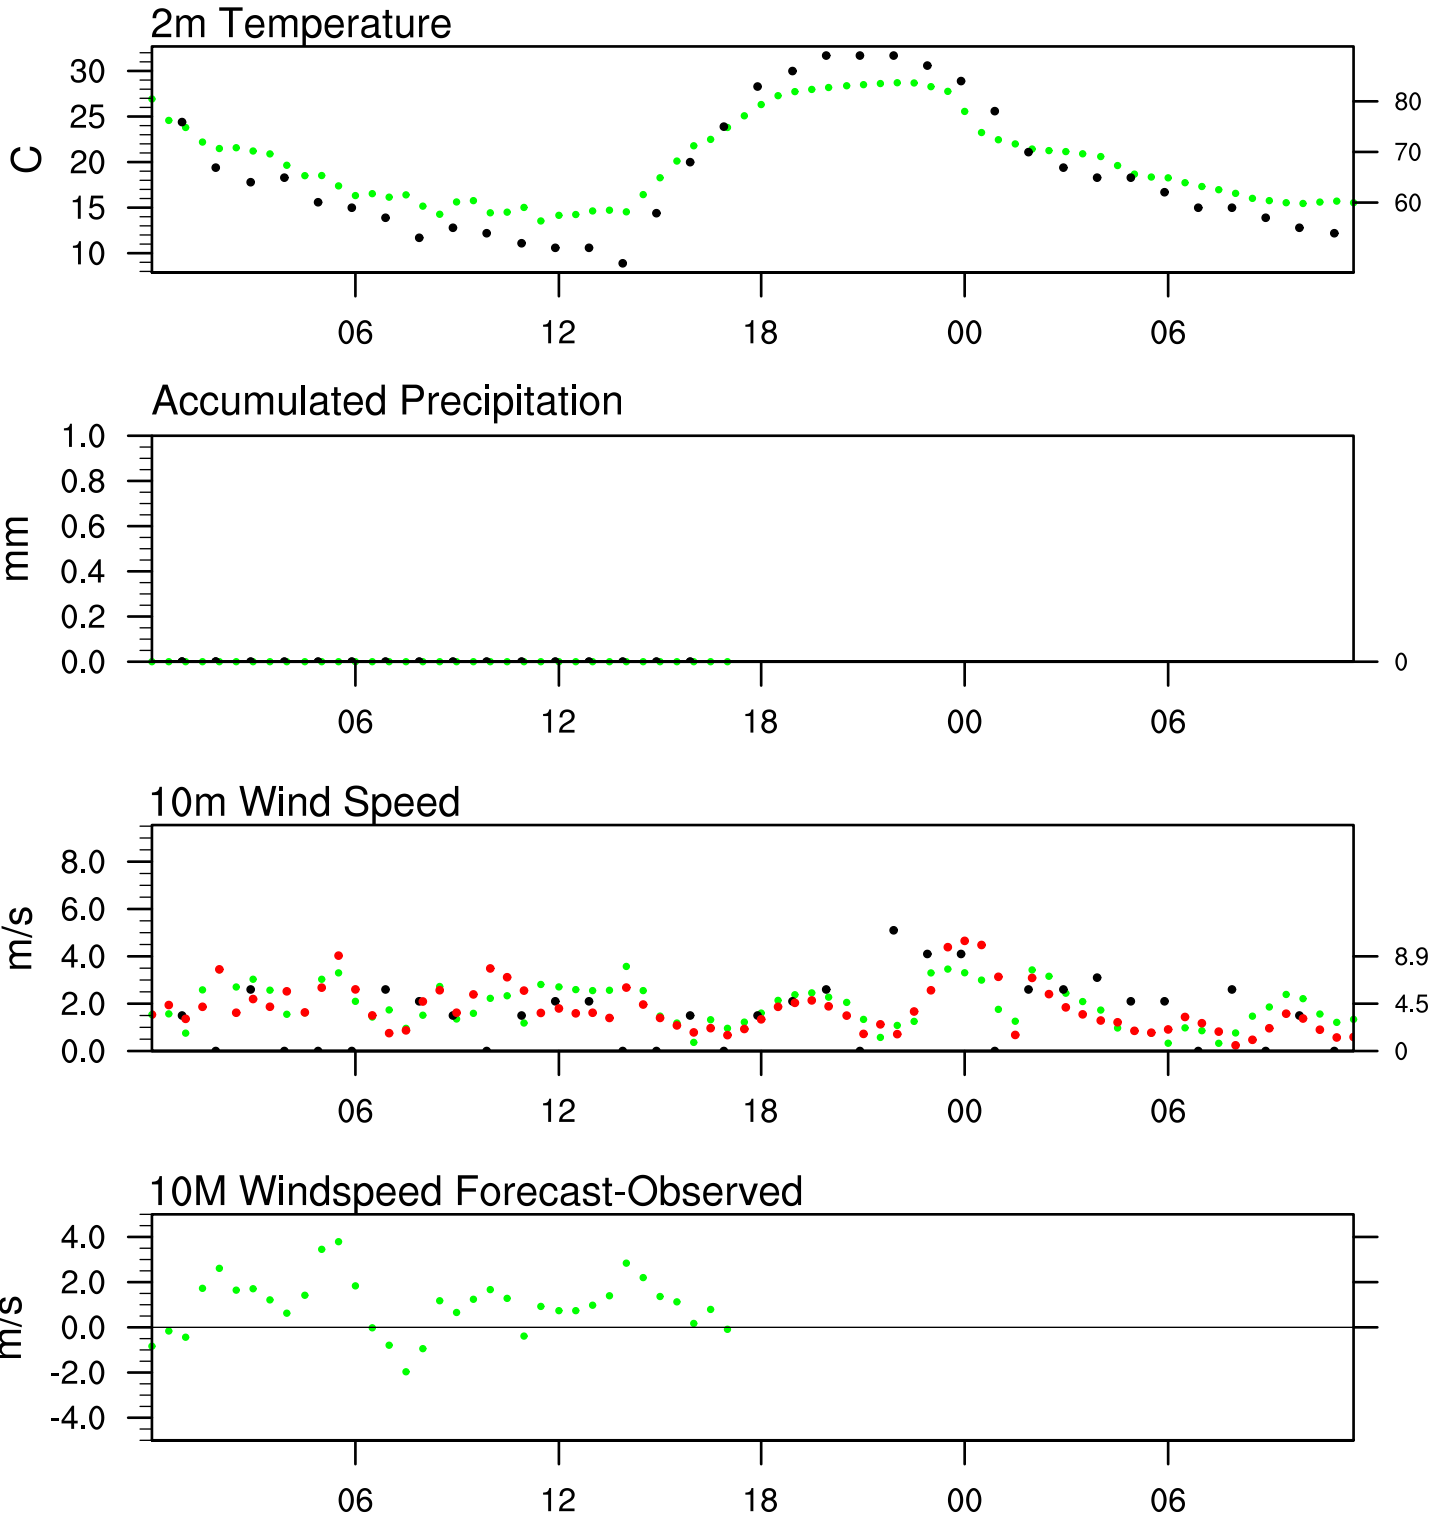 2m Temperature
30
25
20
15
10
C
80
70
60
06 12 18 00 06
Accumulated Precipitation
1.0
0.8
0.6
0.4
0.2
0.0
mm
0
06 12 18 00 06
10m Wind Speed
8.0
6.0
4.0
2.0
0.0
m/s
8.9
4.5
0
06 12 18 00 06
10M Windspeed Forecast-Observed
4.0
2.0
0.0
-2.0
-4.0
m/s
06 12 18 00 06